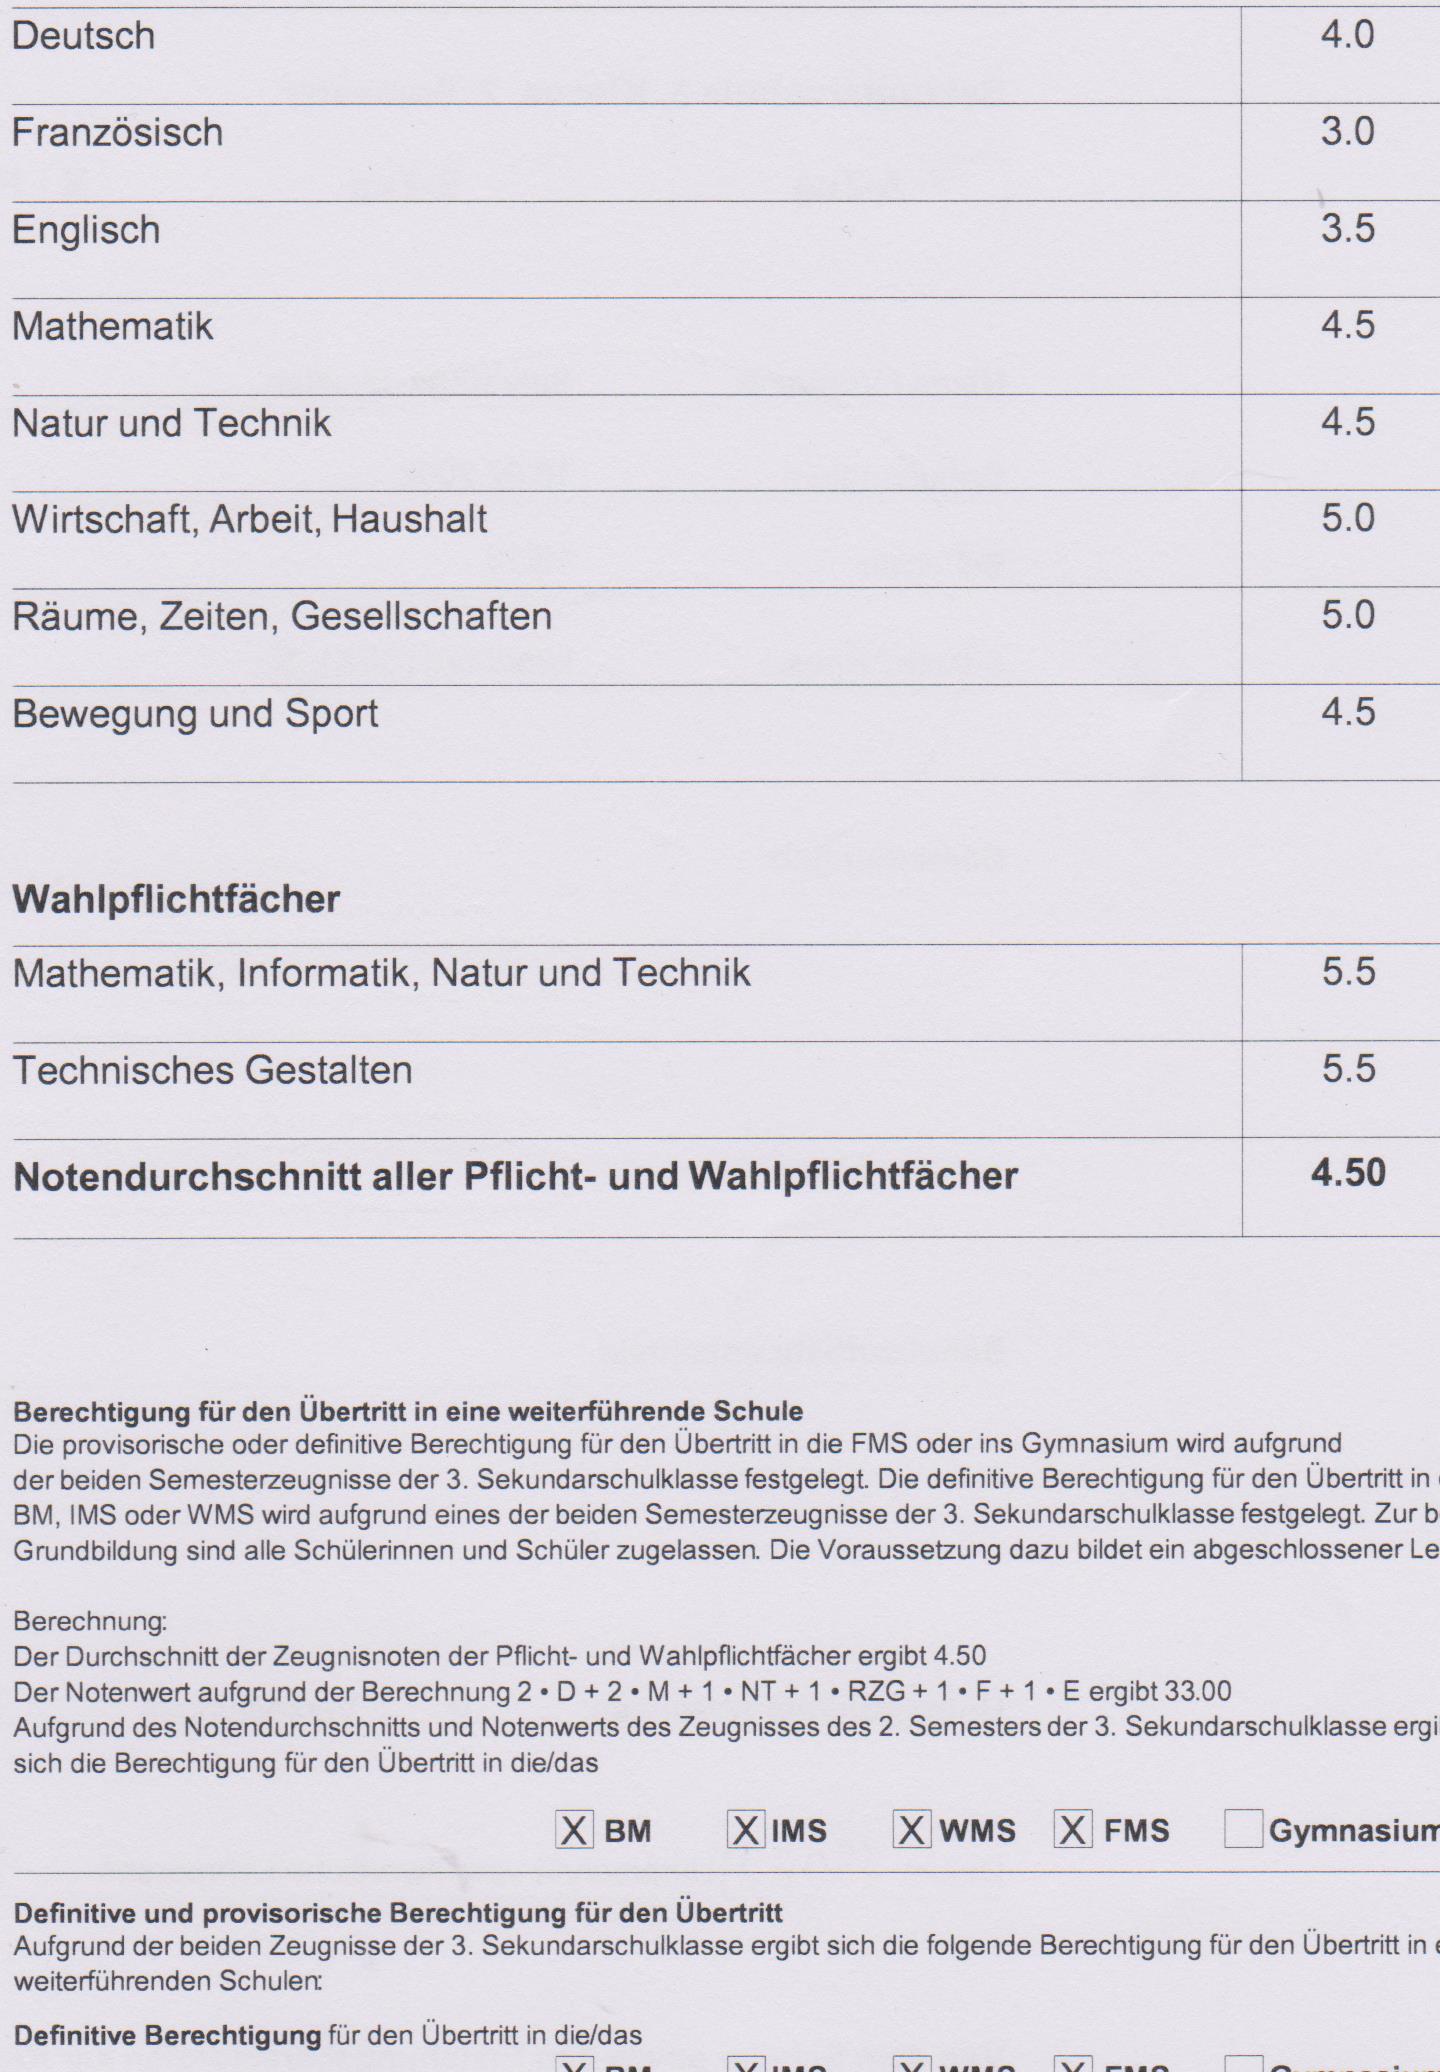 Deutsch 4.0
Französisch 3.0
Englisch 3.5
Mathematik 4.5
Natur und Technik 4.5
Wirtschaft, Arbeit, Haushalt 5.0
Räume, Zeiten, Gesellschaften 5.0
Bewegung und Sport 4.5
Wahlpflichtfächer
Mathematik, Informatik, Natur und Technik 5.5
Technisches Gestalten 5.5
Notendurchschnitt aller Pflicht- und Wahlpflichtfächer 4.50
Berechtigung für den Übertritt in eine weiterführende Schule
Die provisorische oder definitive Berechtigung für den Übertritt in die FMS oder ins Gymnasium wird aufgrund
der beiden Semesterzeugnisse der 3. Sekundarschulklasse festgelegt. Die definitive Berechtigung für den Übertritt in
BM, IMS oder WMS wird aufgrund eines der beiden Semesterzeugnisse der 3. Sekundarschulklasse festgelegt. Zur b
Grundbildung sind alle Schülerinnen und Schüler zugelassen. Die Voraussetzung dazu bildet ein abgeschlossener Le
Berechnung:
Der Durchschnitt der Zeugnisnoten der Pflicht- und Wahlpflichtfächer ergibt 4.50
Der Notenwert aufgrund der Berechnung 2 • D + 2 • M + 1 • NT + 1 • RZG + 1 • F + 1 • E ergibt 33.00
Aufgrund des Notendurchschnitts und Notenwerts des Zeugnisses des 2. Semesters der 3. Sekundarschulklasse ergi
sich die Berechtigung für den Übertritt in die/das
X BM X IMS X WMS X FMS Gymnasium
Definitive und provisorische Berechtigung für den Übertritt
Aufgrund der beiden Zeugnisse der 3. Sekundarschulklasse ergibt sich die folgende Berechtigung für den Übertritt in e
weiterführenden Schulen:
Definitive Berechtigung für den Übertritt in die/das